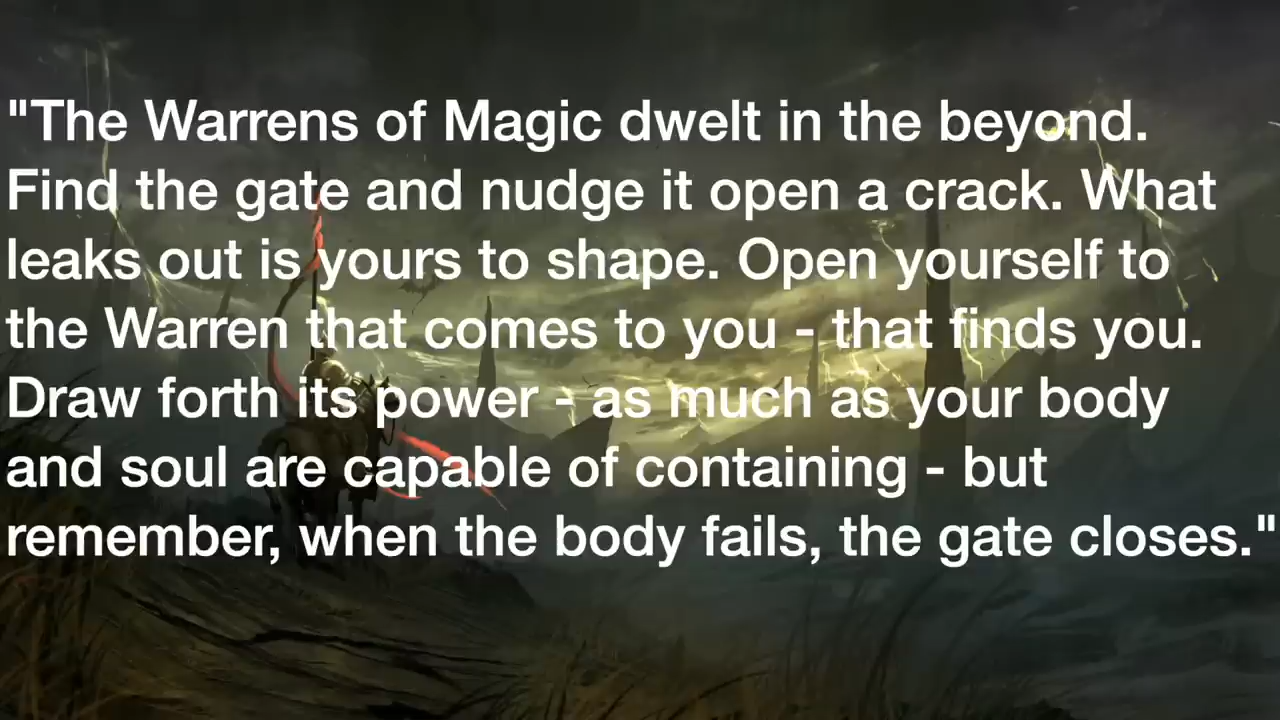 "The Warrens of Magic dwelt in the beyond.
Find the gate and nudge it open a crack. What
leaks out is yours to shape. Open yourself to
the Warren that comes to you - that finds you.
Draw forth its power - as much as your body
and soul are capable of containing - but
remember, when the body fails, the gate closes."